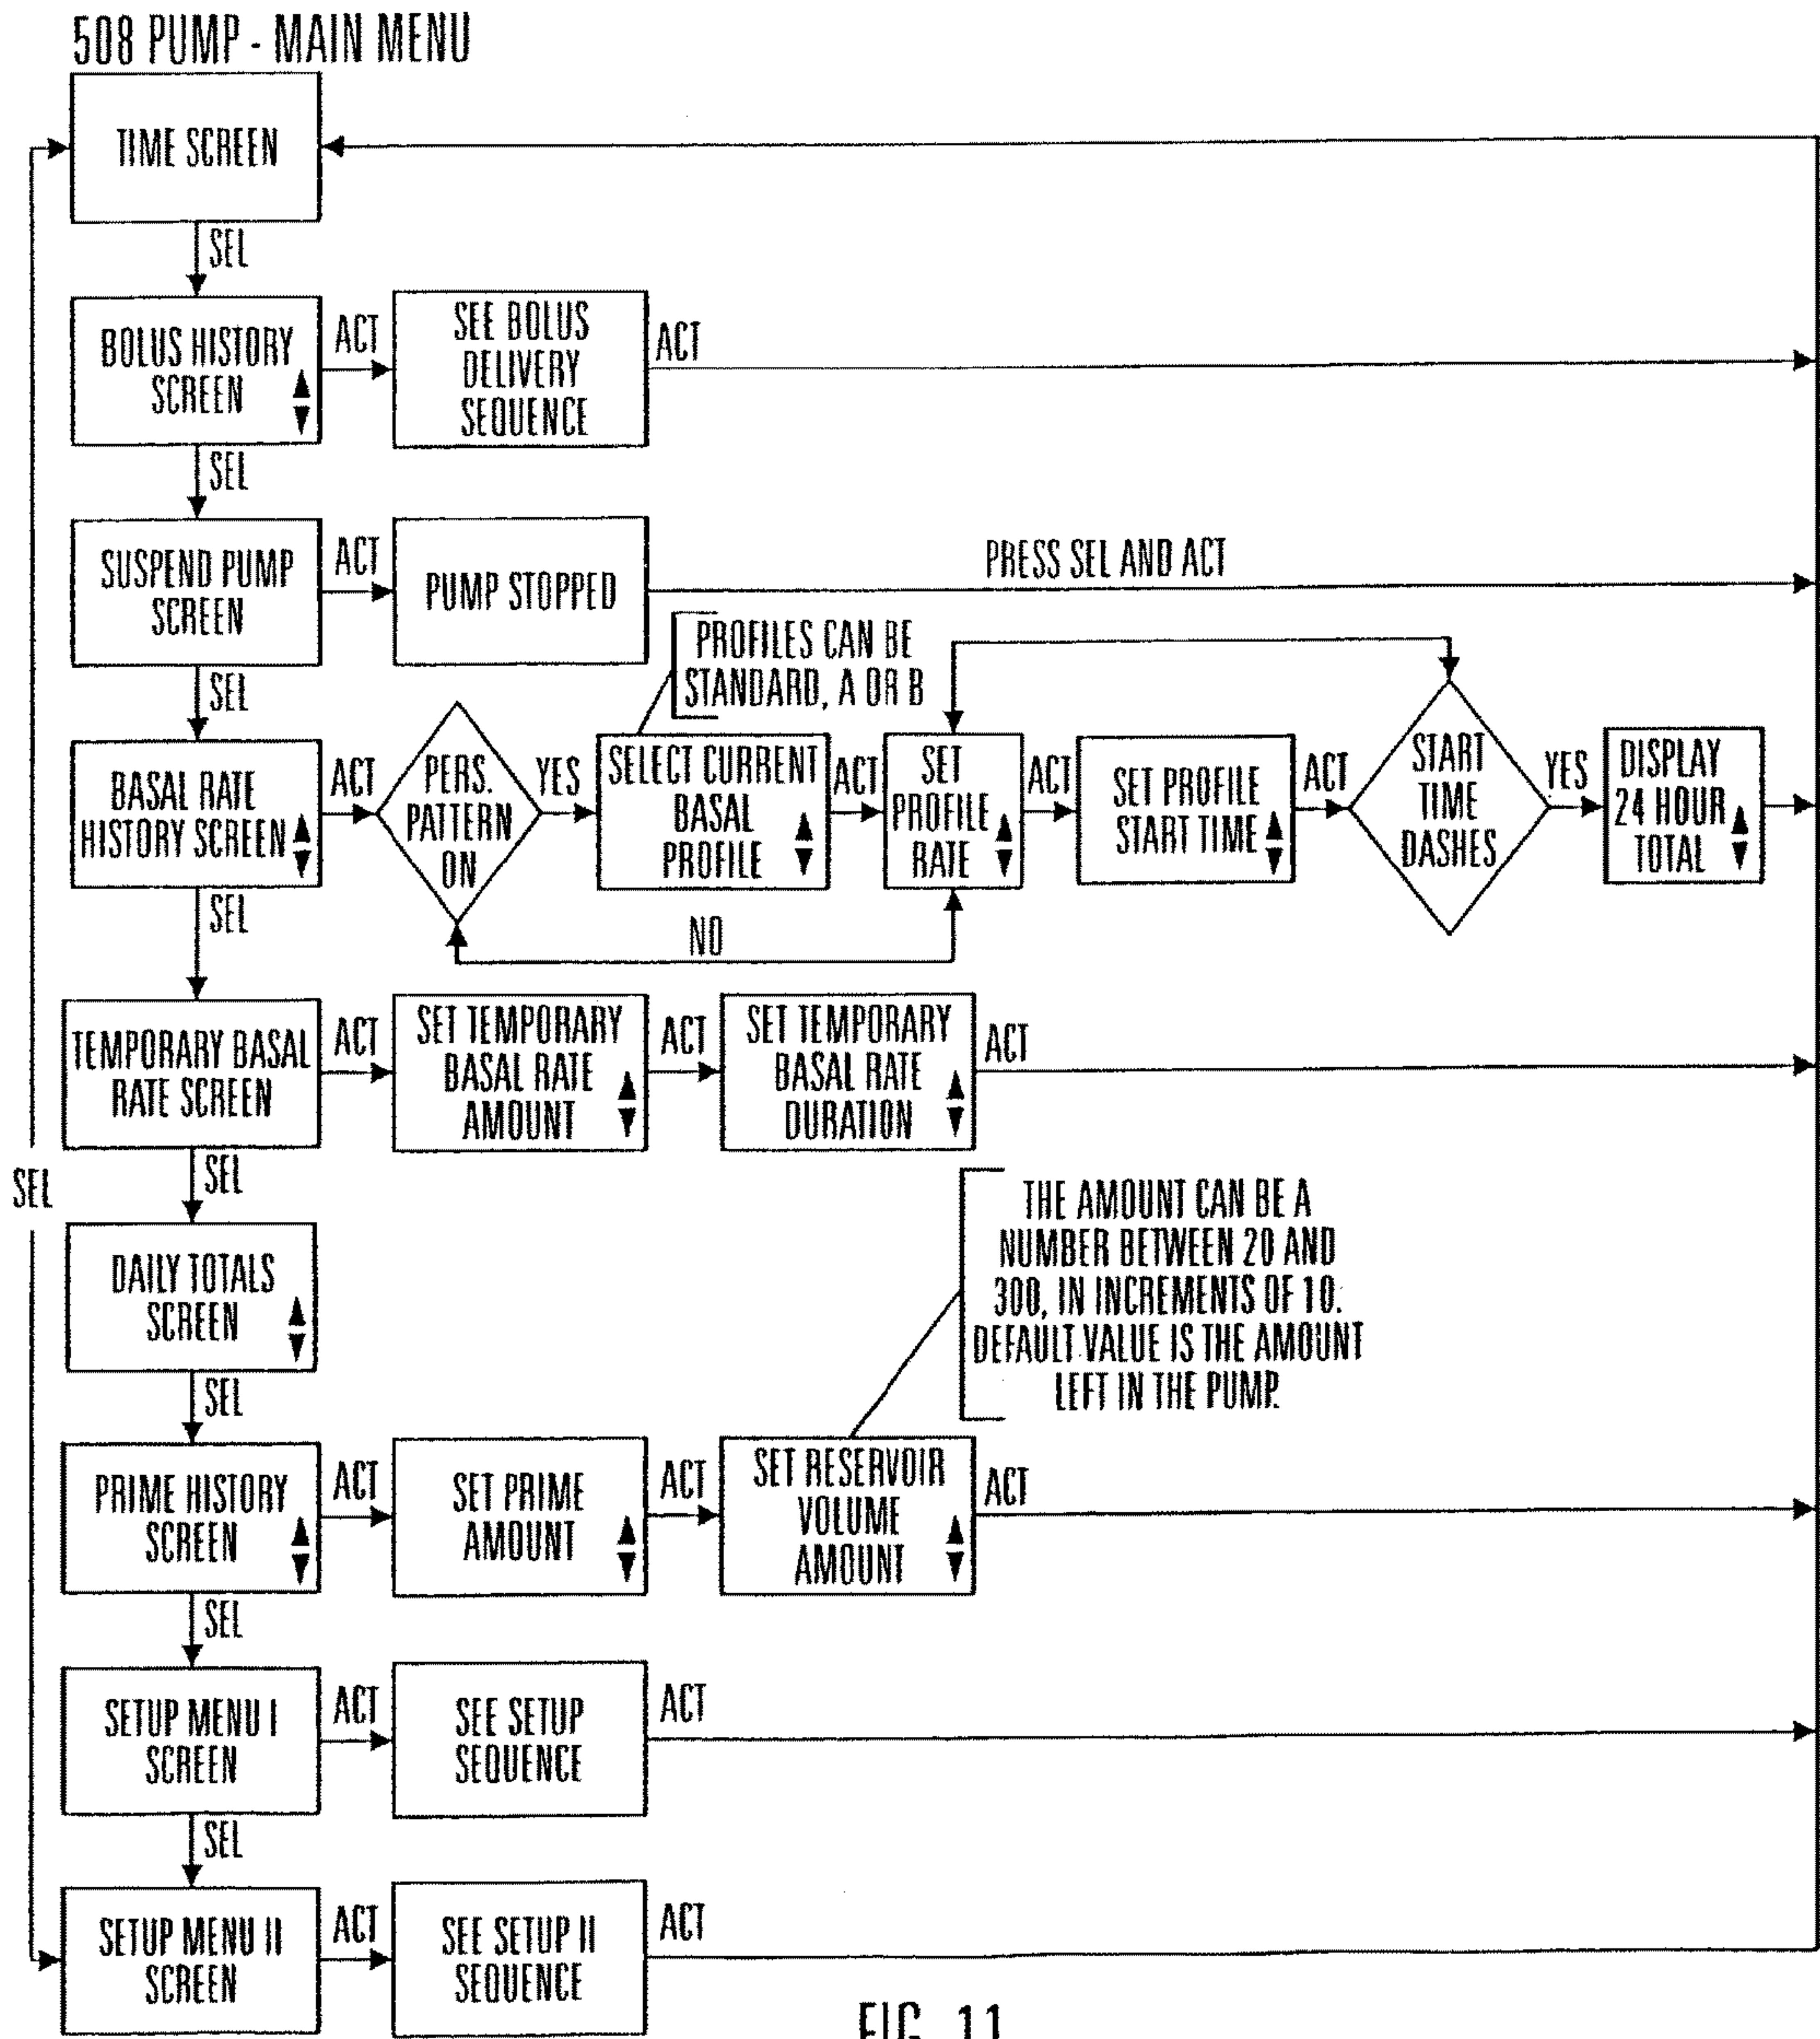 508 PUMP - MAIN MENU
TIME SCREEN
SEL
BOLUS HISTORY
SCREEN
ACT
SEE BOLUS
DELIVERY
SEQUENCE
ACT
SEL
SUSPEND PUMP
SCREEN
ACT
PUMP STOPPED
PRESS SEL AND ACT
SEL
PROFILES CAN BE
STANDARD, A OR B
BASAL RATE
HISTORY SCREEN
ACT
PERS.
PATTERN
ON
YES
SELECT CURRENT
BASAL
PROFILE
ACT
SET
PROFILE
RATE
ACT
SET PROFILE
START TIME
ACT
START
TIME
DASHES
YES
DISPLAY
24 HOUR
TOTAL
NO
SEL
TEMPORARY BASAL
RATE SCREEN
ACT
SET TEMPORARY
BASAL RATE
AMOUNT
ACT
SET TEMPORARY
BASAL RATE
DURATION
ACT
SEL
SEL
DAILY TOTALS
SCREEN
THE AMOUNT CAN BE A
NUMBER BETWEEN 20 AND
300, IN INCREMENTS OF 10.
DEFAULT VALUE IS THE AMOUNT
LEFT IN THE PUMP.
SEL
PRIME HISTORY
SCREEN
ACT
SET PRIME
AMOUNT
ACT
SET RESERVOIR
VOLUME
AMOUNT
ACT
SEL
SETUP MENU I
SCREEN
ACT
SEE SETUP
SEQUENCE
ACT
SEL
SETUP MENU II
SCREEN
ACT
SEE SETUP II
SEQUENCE
ACT
FIG. 11